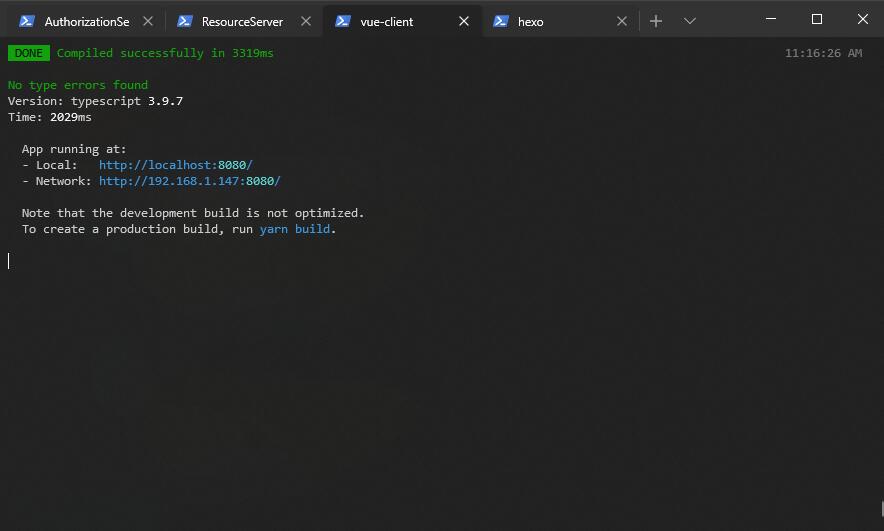 AuthorizationSe
ResourceServer
vue-client
hexo
DONE Compiled successfully in 3319ms
11:16:26 AM
No type errors found
Version: typescript 3.9.7
Time: 2029ms
App running at:
- Local: http://localhost:8080/
- Network: http://192.168.1.147:8080/
Note that the development build is not optimized.
To create a production build, run yarn build.